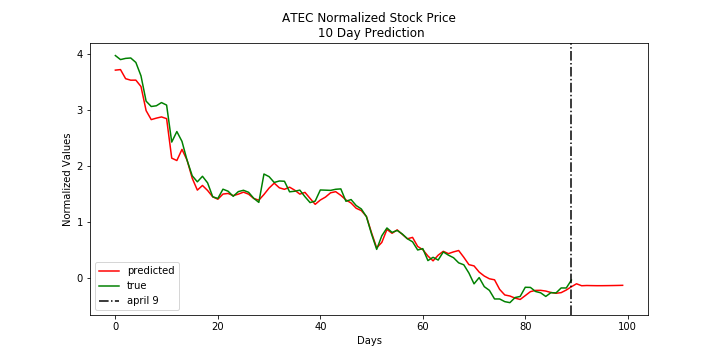 ATEC Normalized Stock Price
10 Day Prediction
Normalized Values
4
3
2
1
0
predicted
true
april 9
0
20
40
60
80
100
Days